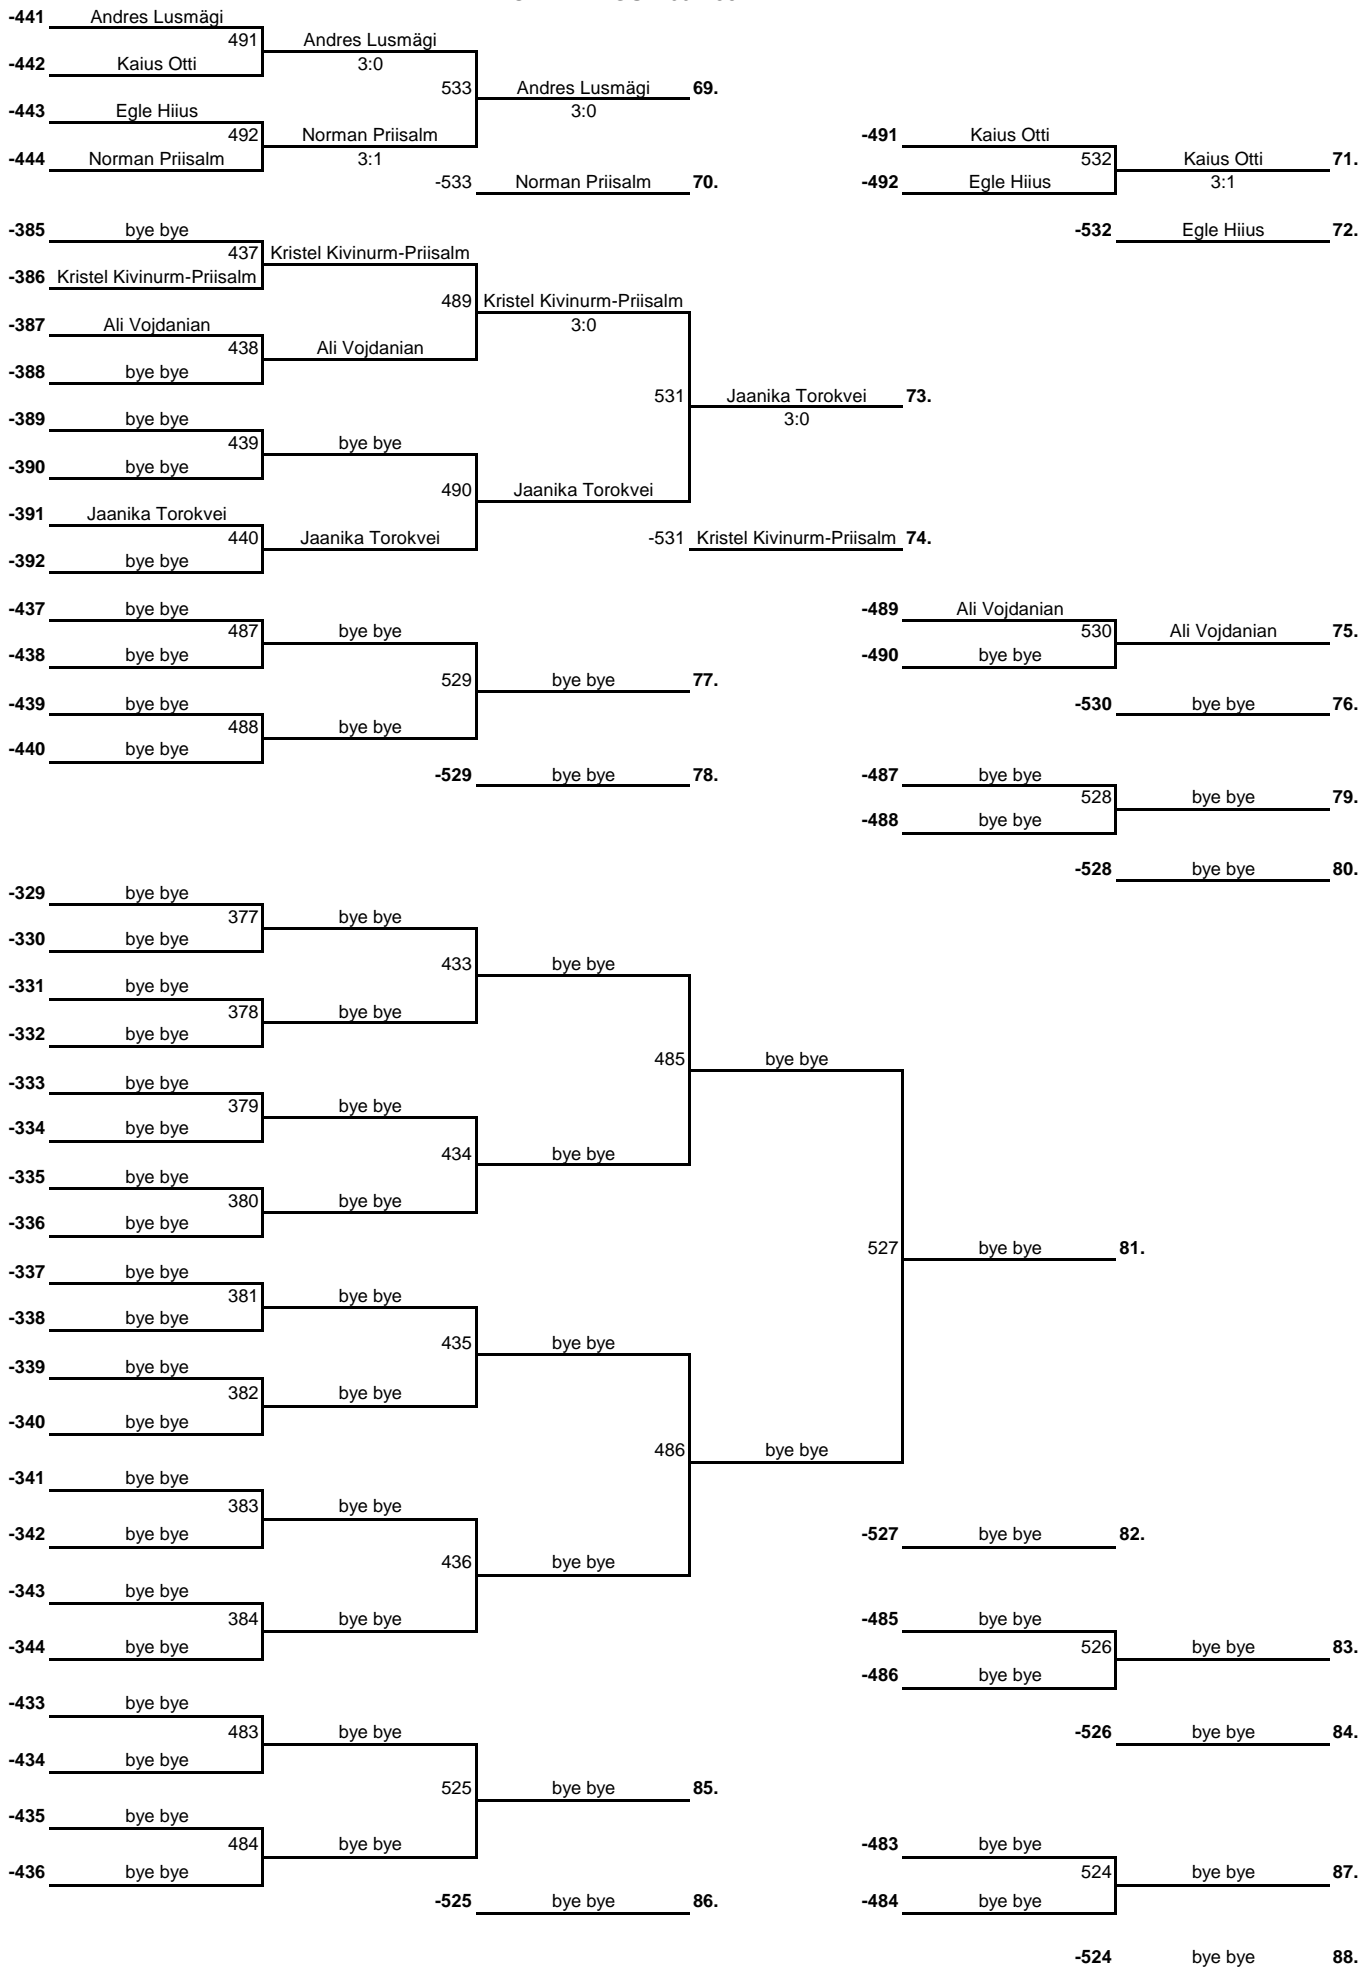 -441 Andres Lusmägi
491 Andres Lusmägi
-442 Kaius Otti 3:0
533 Andres Lusmägi 69.
-443 Egle Hiius 3:0
492 Norman Priisalm -491 Kaius Otti
-444 Norman Priisalm 3:1 532 Kaius Otti 71.
-533 Norman Priisalm 70. -492 Egle Hiius 3:1
-385 bye bye -532 Egle Hiius 72.
437 Kristel Kivinurm-Priisalm
-386 Kristel Kivinurm-Priisalm
489 Kristel Kivinurm-Priisalm
-387 Ali Vojdanian 3:0
438 Ali Vojdanian
-388 bye bye
531 Jaanika Torokvei 73.
-389 bye bye 3:0
439 bye bye
-390 bye bye
490 Jaanika Torokvei
-391 Jaanika Torokvei
440 Jaanika Torokvei -531 Kristel Kivinurm-Priisalm 74.
-392 bye bye
-437 bye bye -489 Ali Vojdanian
487 bye bye 530 Ali Vojdanian 75.
-438 bye bye -490 bye bye
529 bye bye 77.
-439 bye bye -530 bye bye 76.
488 bye bye
-440 bye bye
-529 bye bye 78. -487 bye bye
528 bye bye 79.
-488 bye bye
-528 bye bye 80.
-329 bye bye
377 bye bye
-330 bye bye
433 bye bye
-331 bye bye
378 bye bye
-332 bye bye
485 bye bye
-333 bye bye
379 bye bye
-334 bye bye
434 bye bye
-335 bye bye
380 bye bye
-336 bye bye
527 bye bye 81.
-337 bye bye
381 bye bye
-338 bye bye
435 bye bye
-339 bye bye
382 bye bye
-340 bye bye
486 bye bye
-341 bye bye
383 bye bye
-342 bye bye -527 bye bye 82.
436 bye bye
-343 bye bye
384 bye bye -485 bye bye
-344 bye bye 526 bye bye 83.
-486 bye bye
-433 bye bye
483 bye bye -526 bye bye 84.
-434 bye bye
525 bye bye 85.
-435 bye bye
484 bye bye -483 bye bye
-436 bye bye 524 bye bye 87.
-525 bye bye 86. -484 bye bye
-524 bye bye 88.